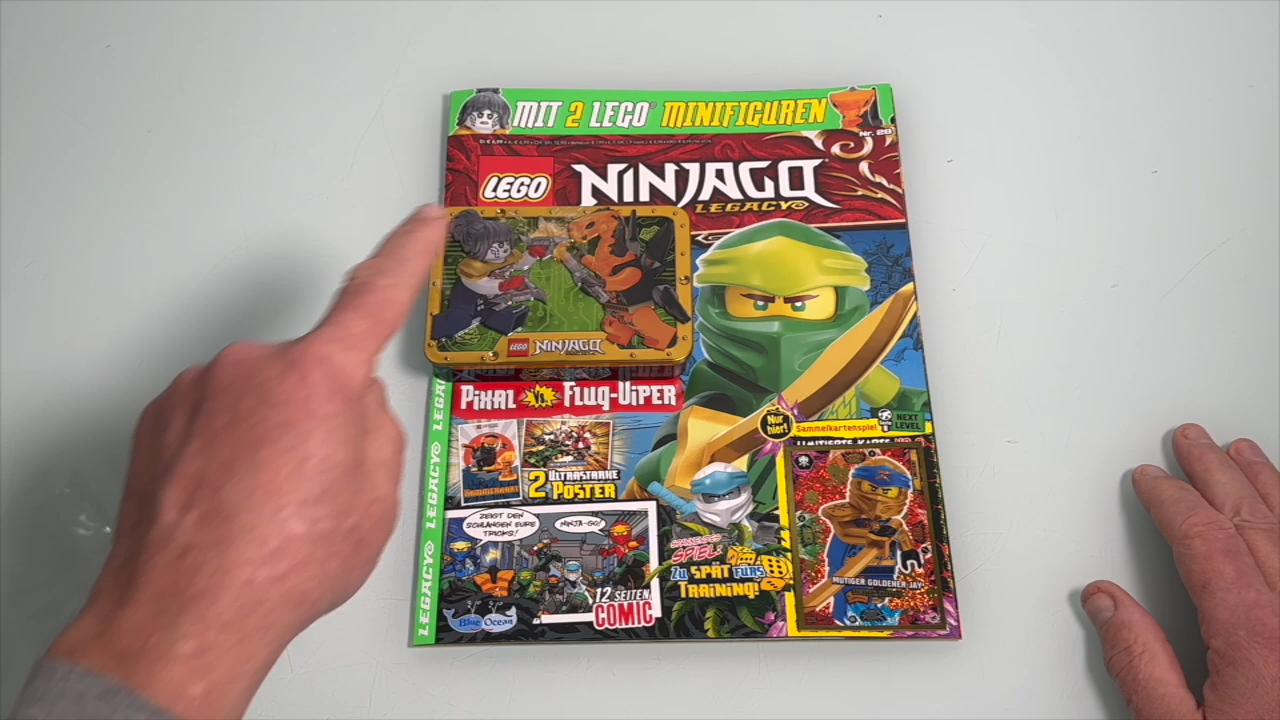 MIT 2 LEGO MINIFIGUREN
Nr. 28
LEGO NINJAGO
LEGACY
LEGO NINJAGO
PIXAL VS. FLUG-VIPER
2 ULTRASTARKE
POSTER
Nur
hier!
Sammelkartenspiel
NEXT
LEVEL
LIMITIERTE KARTE
MUTIGER GOLDENER JAY
ZEIGT DEN
SCHLANGEN EURE
TRICKS!
NINJA-GO!
12 SEITEN
COMIC
Blue Ocean
SPIEL:
ZU SPÄT FÜRS
TRAINING!
LEGACY
LEGACY
LEGACY